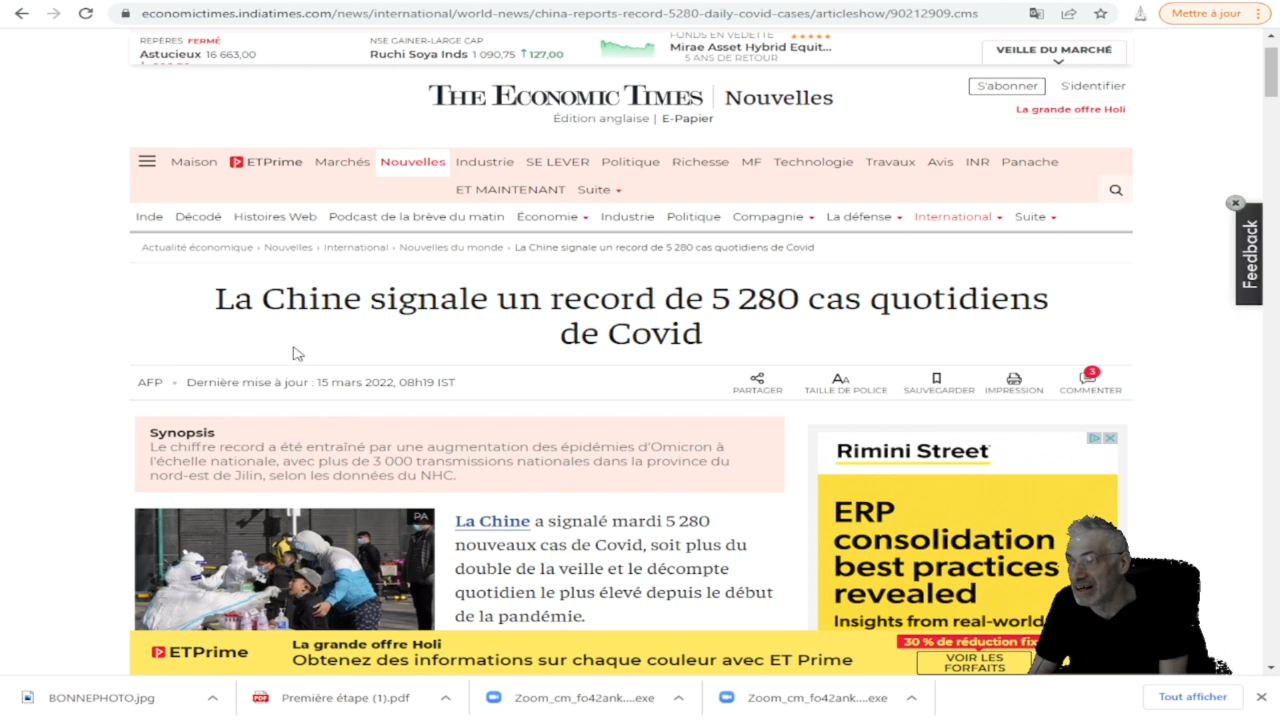 economictimes.indiatimes.com/news/international/world-news/china-reports-record-5280-daily-covid-cases/articleshow/90212909.cms
Mettre à jour
REPÈRES FERMÉ
Astucieux 16 663,00
NSE GAINER-LARGE CAP
Ruchi Soya Inds 1 090,75 ↑127,00
FONDS EN VEDETTE ★★★★★
Mirae Asset Hybrid Equit...
5 ANS DE RETOUR
VEILLE DU MARCHÉ
THE ECONOMIC TIMES | Nouvelles
Édition anglaise | E-Papier
S'abonner S'identifier
La grande offre Holi
Maison ETPrime Marchés Nouvelles Industrie SE LEVER Politique Richesse MF Technologie Travaux Avis INR Panache
ET MAINTENANT Suite
Inde Décodé Histoires Web Podcast de la brève du matin Économie Industrie Politique Compagnie La défense International Suite
Actualité économique › Nouvelles › International › Nouvelles du monde › La Chine signale un record de 5 280 cas quotidiens de Covid
Feedback
La Chine signale un record de 5 280 cas quotidiens
de Covid
AFP • Dernière mise à jour : 15 mars 2022, 08h19 IST
3
PARTAGER TAILLE DE POLICE SAUVEGARDER IMPRESSION COMMENTER
Synopsis
Le chiffre record a été entraîné par une augmentation des épidémies d'Omicron à
l'échelle nationale, avec plus de 3 000 transmissions nationales dans la province du
nord-est de Jilin, selon les données du NHC.
PA
La Chine a signalé mardi 5 280
nouveaux cas de Covid, soit plus du
double de la veille et le décompte
quotidien le plus élevé depuis le début
de la pandémie.
Rimini Street
ERP
consolidation
best practices
revealed
Insights from real-world
ETPrime
La grande offre Holi
Obtenez des informations sur chaque couleur avec ET Prime
30 % de réduction fix
VOIR LES
FORFAITS
BONNEPHOTO.jpg
Première étape (1).pdf
Zoom_cm_fo42ank....exe
Zoom_cm_fo42ank....exe
Tout afficher